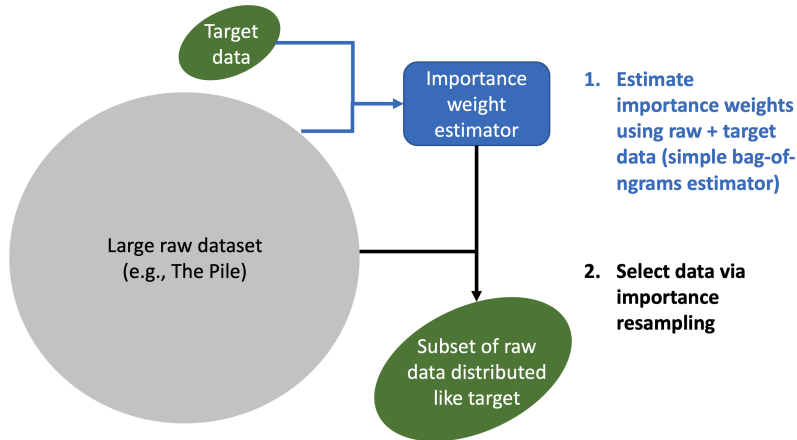 Target
data
Importance
weight
estimator
1. Estimate
importance weights
using raw + target
data (simple bag-of-
ngrams estimator)
Large raw dataset
(e.g., The Pile)
2. Select data via
importance
resampling
Subset of raw
data distributed
like target